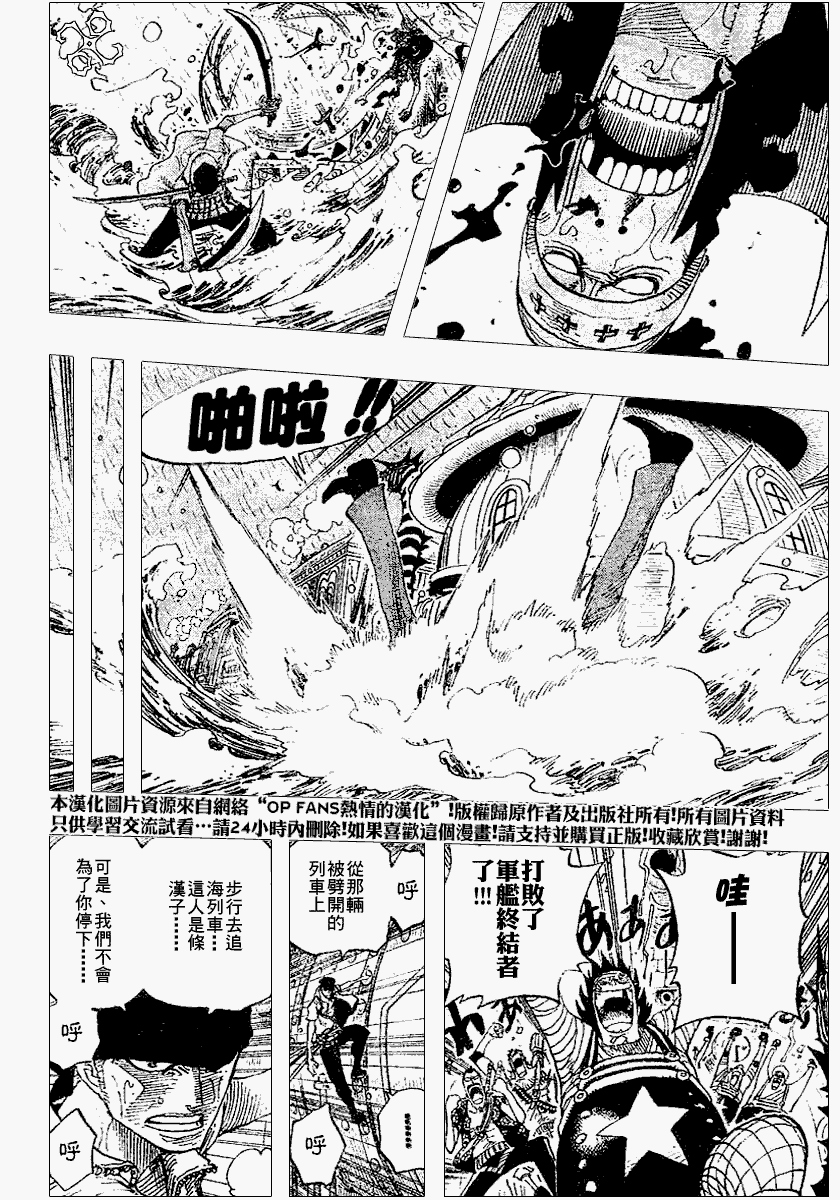 啪啦!!
本漢化圖片資源來自網絡“OP FANS熱情的漢化”!版權歸原作者及出版社所有!所有圖片資料
只供學習交流試看…請24小時內刪除!如果喜歡這個漫畫!請支持並購買正版!收藏欣賞!謝謝!
哇——
打敗了
軍艦終結者
了!!!
わぁぁぁ
呼
從那輛
被劈開的
列車上
……
呼
步行去追
海列車…
這人是條
漢子……
可是、我們不會
為了你停下……
呼
呼